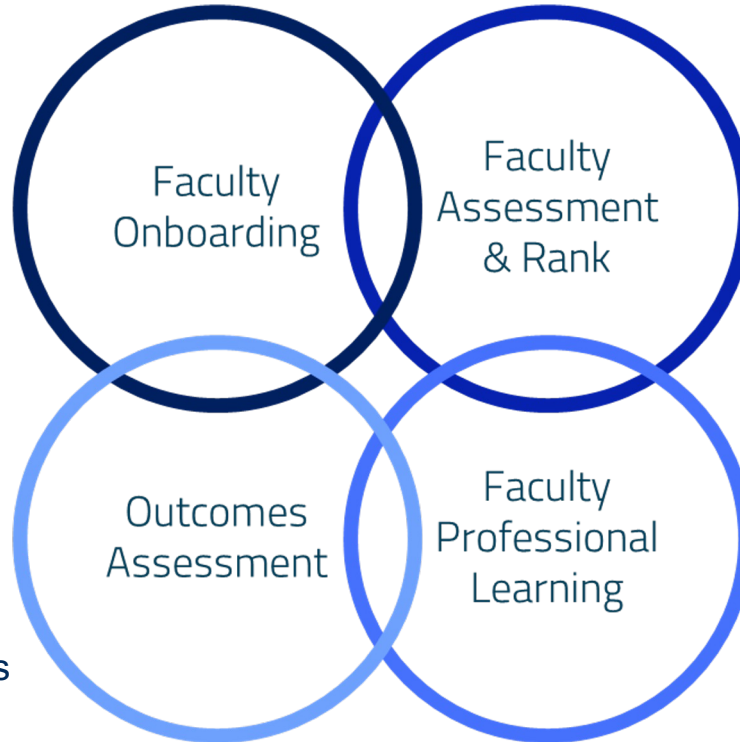 Faculty
Onboarding
Faculty
Assessment
& Rank
Outcomes
Assessment
Faculty
Professional
Learning
s